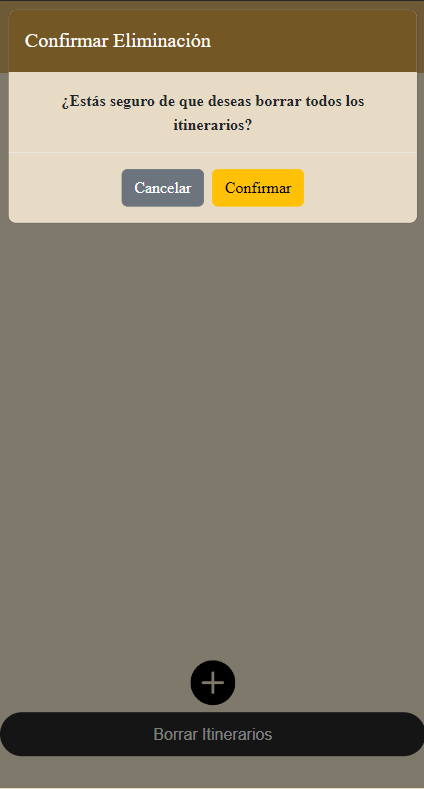 Confirmar Eliminación
¿Estás seguro de que deseas borrar todos los
itinerarios?
Cancelar
Confirmar
Borrar Itinerarios